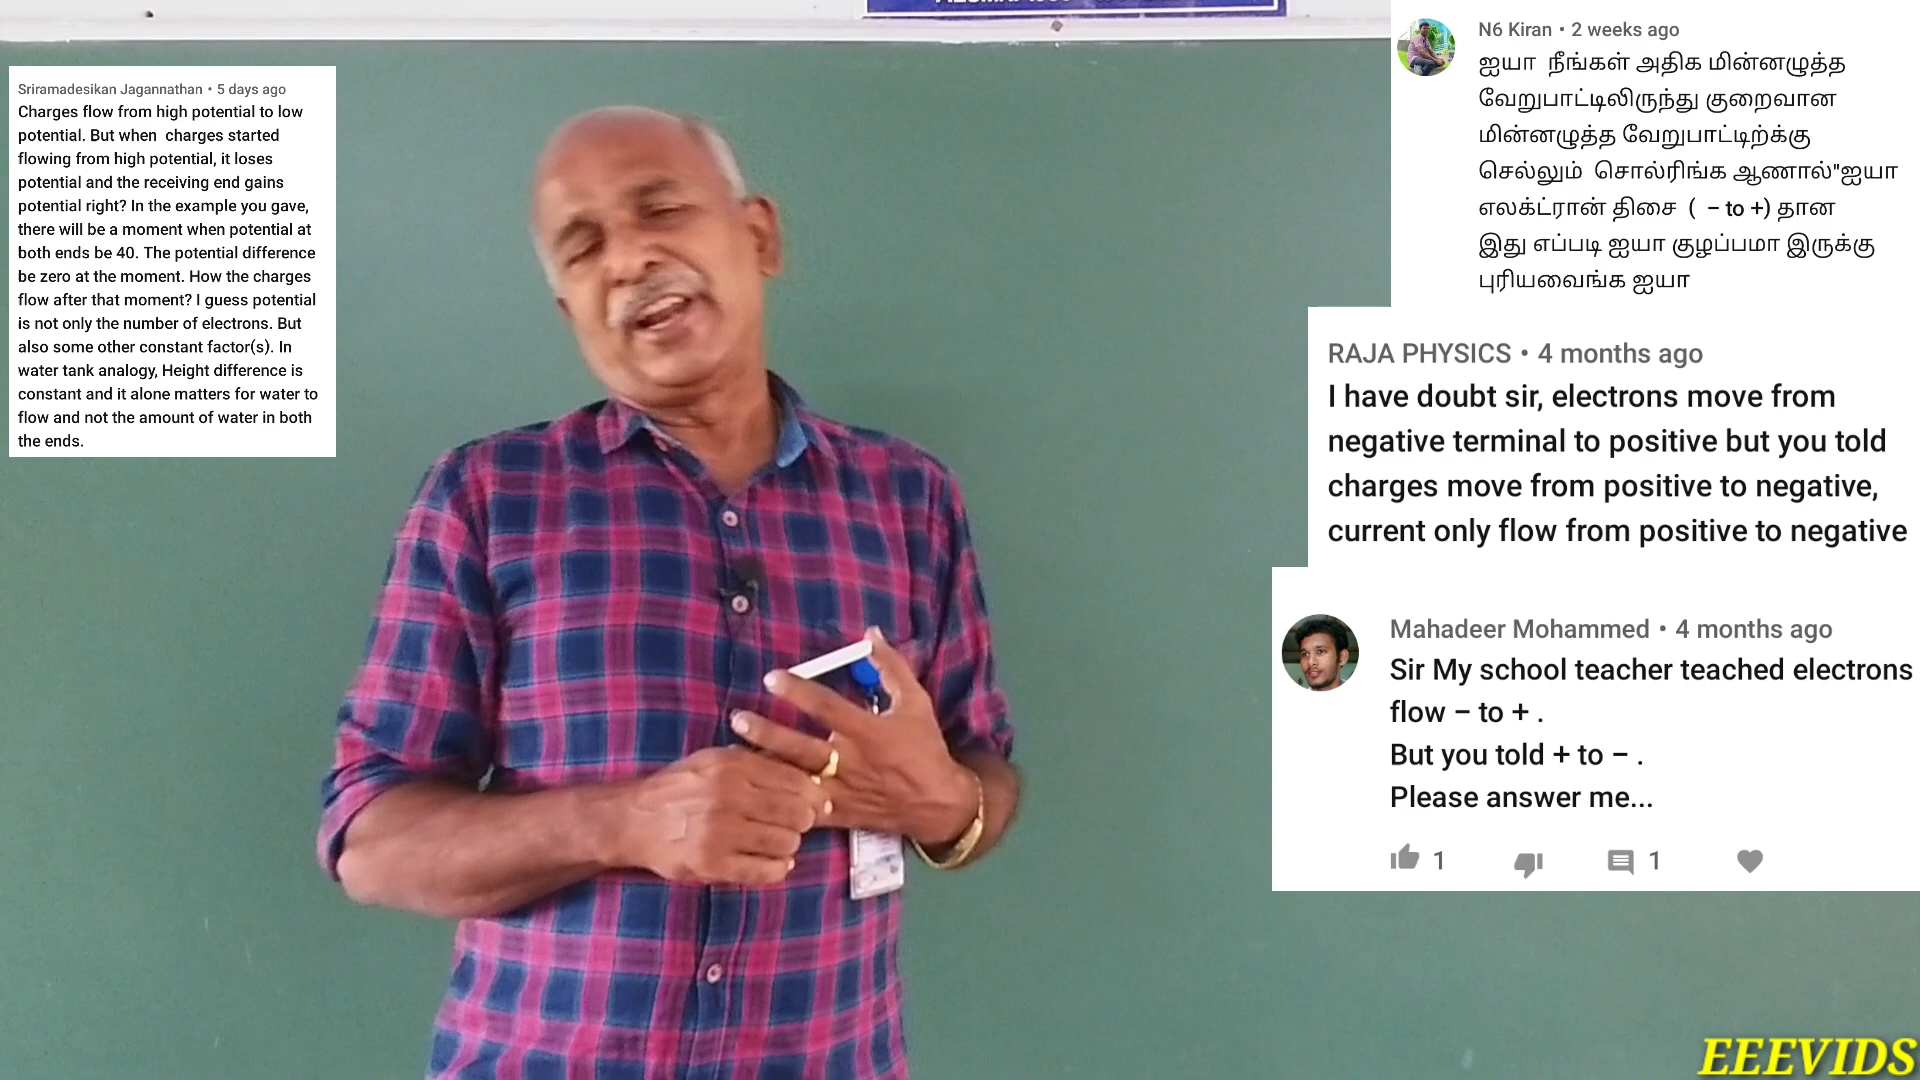 Sriramadesikan Jagannathan • 5 days ago
Charges flow from high potential to low
potential. But when charges started
flowing from high potential, it loses
potential and the receiving end gains
potential right? In the example you gave,
there will be a moment when potential at
both ends be 40. The potential difference
be zero at the moment. How the charges
flow after that moment? I guess potential
is not only the number of electrons. But
also some other constant factor(s). In
water tank analogy, Height difference is
constant and it alone matters for water to
flow and not the amount of water in both
the ends.
N6 Kiran • 2 weeks ago
ஐயா நீங்கள் அதிக மின்னழுத்த
வேறுபாட்டிலிருந்து குறைவான
மின்னழுத்த வேறுபாட்டிற்க்கு
செல்லும் சொல்ரிங்க ஆணால்"ஐயா
எலக்ட்ரான் திசை ( – to +) தான
இது எப்படி ஐயா குழப்பமா இருக்கு
புரியவைங்க ஐயா
RAJA PHYSICS • 4 months ago
I have doubt sir, electrons move from
negative terminal to positive but you told
charges move from positive to negative,
current only flow from positive to negative
Mahadeer Mohammed • 4 months ago
Sir My school teacher teached electrons
flow – to + .
But you told + to – .
Please answer me...
1 1
EEEVIDS